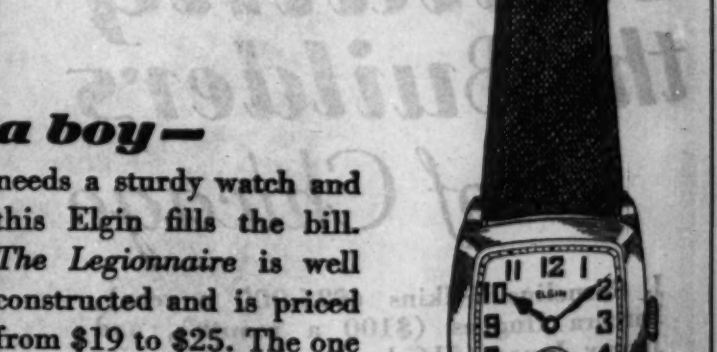 a boy—
needs a sturdy watch and
this Elgin fills the bill.
The Legionnaire is well
constructed and is priced
from $19 to $25. The one
11 12 1
10 ELGIN 2
9 3